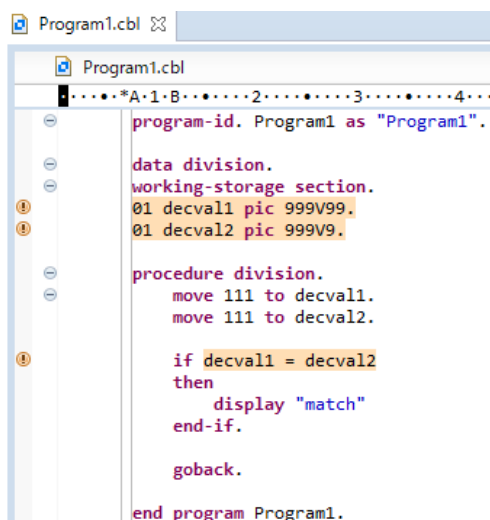 Program1.cbl
Program1.cbl
····•·*A·1·B··•····2····•····3····•····4···
program-id. Program1 as "Program1".
data division.
working-storage section.
01 decval1 pic 999V99.
01 decval2 pic 999V9.
procedure division.
move 111 to decval1.
move 111 to decval2.
if decval1 = decval2
then
display "match"
end-if.
goback.
end program Program1.